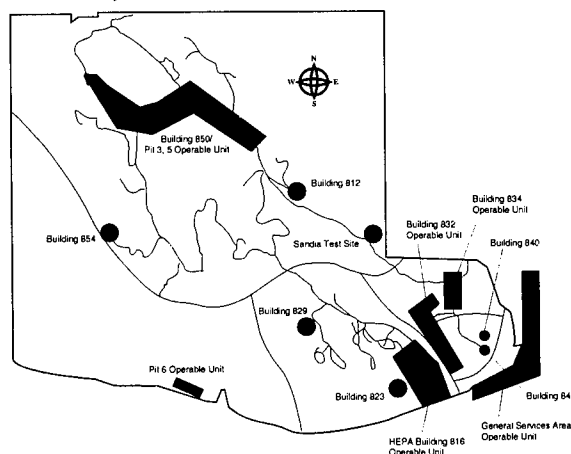 N
W E
S
Building 850/
Pit 3, 5 Operable Unit
Building 812
Building 834
Operable Unit
Building 832
Operable Unit
Building 840
Building 854
Sandia Test Site
Building 829
Pit 6 Operable Unit
Building 823
Building 84
General Services Area
Operable Unit
HEPA Building 816
Operable Unit